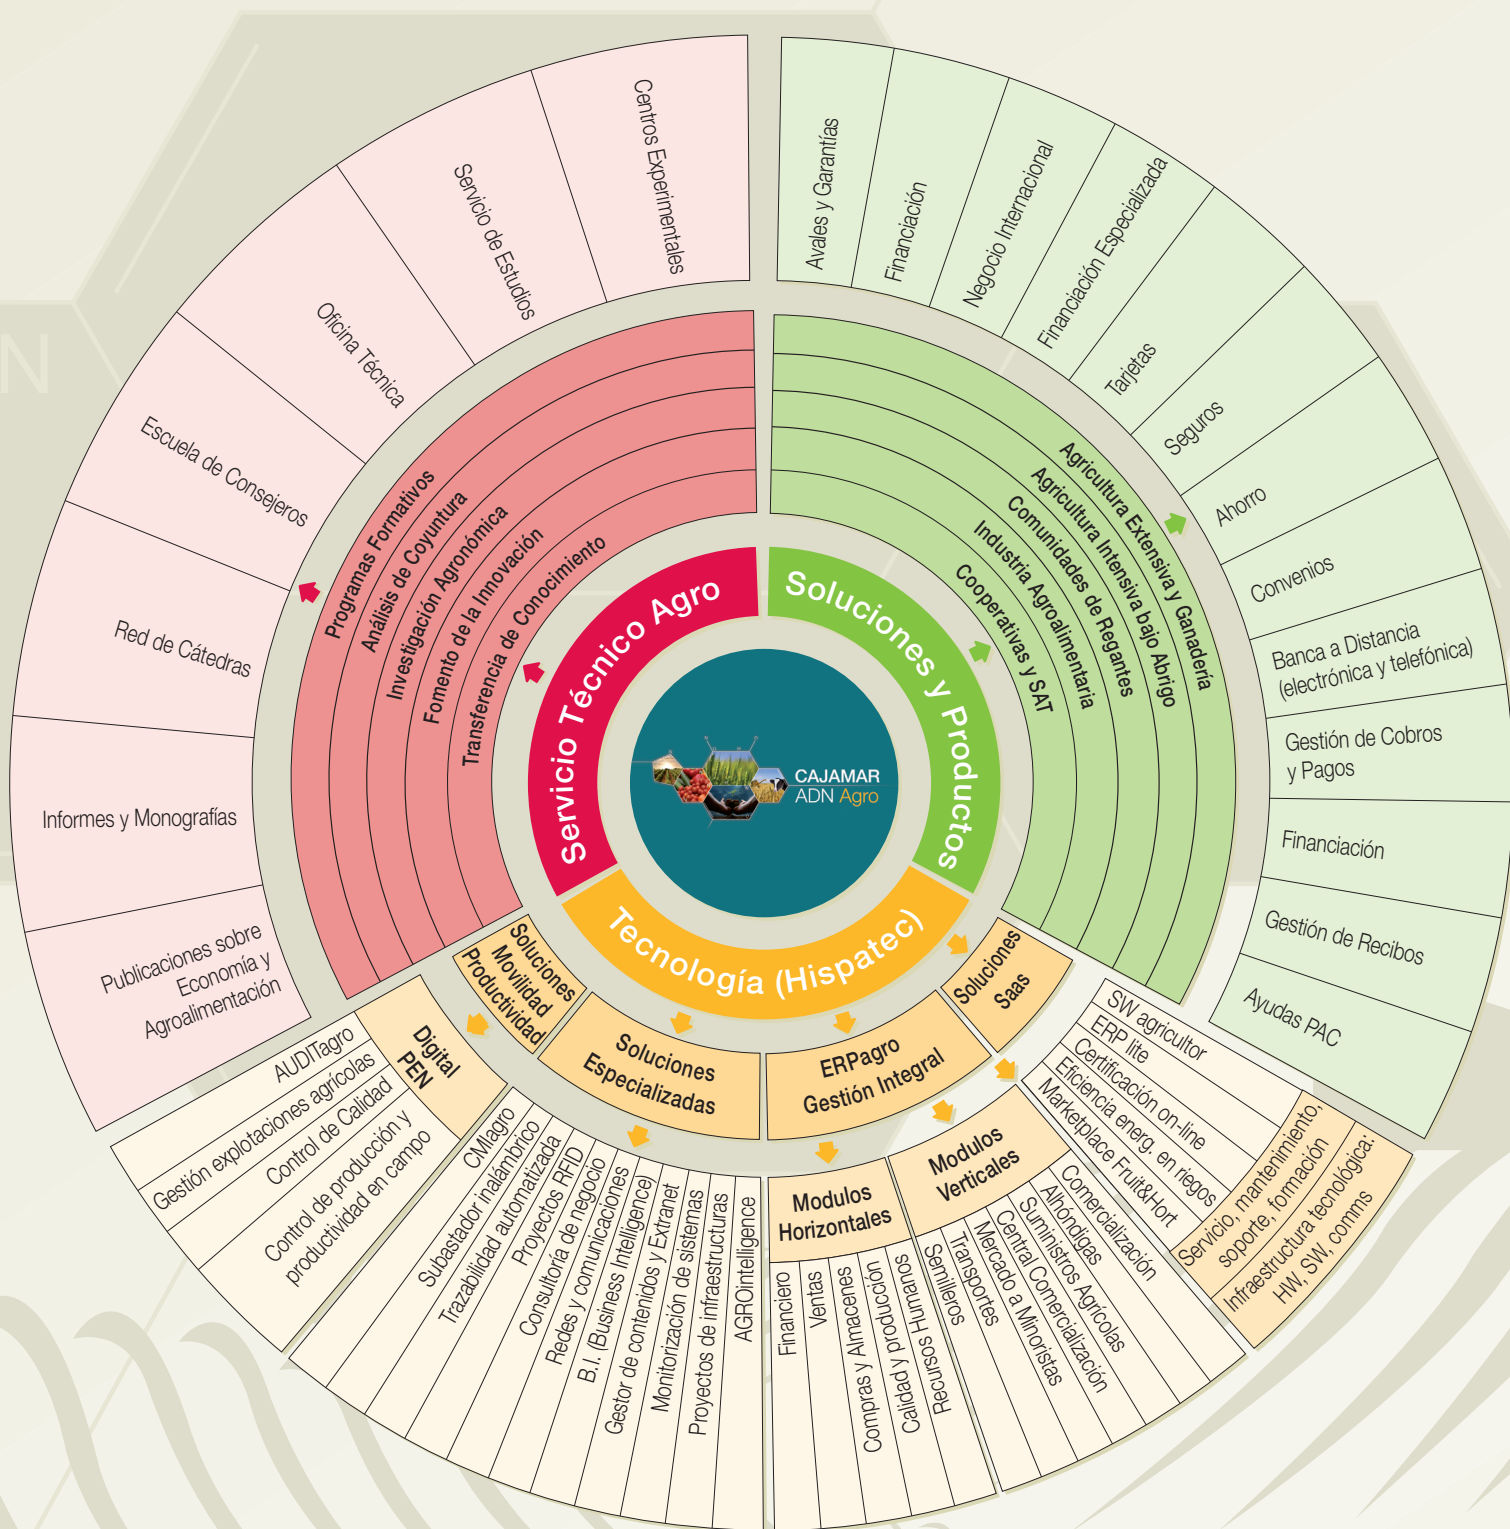 N
Centros Experimentales
Servicio de Estudios
Oficina Técnica
Escuela de Consejeros
Red de Cátedras
Informes y Monografías
Publicaciones sobre
Economía y
Agroalimentación
Programas Formativos
Análisis de Coyuntura
Investigación Agronómica
Fomento de la Innovación
Transferencia de Conocimiento
Servicio Técnico Agro
Avales y Garantías
Financiación
Negocio Internacional
Financiación Especializada
Tarjetas
Seguros
Ahorro
Convenios
Banca a Distancia
(electrónica y telefónica)
Gestión de Cobros
y Pagos
Financiación
Gestión de Recibos
Ayudas PAC
Agricultura Extensiva y Ganadería
Agricultura Intensiva bajo Abrigo
Comunidades de Regantes
Industria Agroalimentaria
Cooperativas y SAT
Soluciones y Productos
CAJAMAR
ADN Agro
Tecnología (Hispatec)
Soluciones
Movilidad
Productividad
Soluciones
Especializadas
ERPagro
Gestión Integral
Soluciones
Saas
Digital
PEN
AUDITagro
Gestión explotaciones agrícolas
Control de Calidad
Control de producción y
productividad en campo
CMIagro
Subastador inalámbrico
Trazabilidad automatizada
Proyectos RFID
Consultoría de negocio
Redes y comunicaciones
B.I. (Business Intelligence)
Gestor de contenidos y Extranet
Monitorización de sistemas
Proyectos de infraestructuras
AGROintelligence
Modulos
Horizontales
Financiero
Ventas
Compras y Almacenes
Calidad y producción
Recursos Humanos
Modulos
Verticales
Semilleros
Transportes
Mercado a Minoristas
Central Comercialización
Suministros Agrícolas
Alhóndigas
Comercialización
SW agricultor
ERP lite
Certificación on-line
Eficiencia energ. en riegos
Marketplace Fruit&Hort
Servicio, mantenimiento,
soporte, formación
Infraestructura tecnológica:
HW, SW, comms